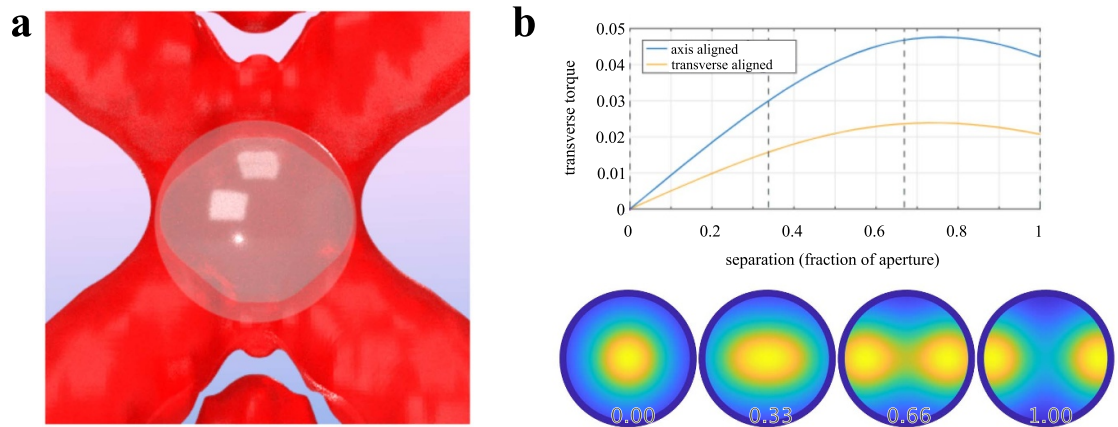 a
b
0.05
0.04
0.03
0.02
0.01
0
transverse torque
axis aligned
transverse aligned
0 0.2 0.4 0.6 0.8 1
separation (fraction of aperture)
0.00 0.33 0.66 1.00